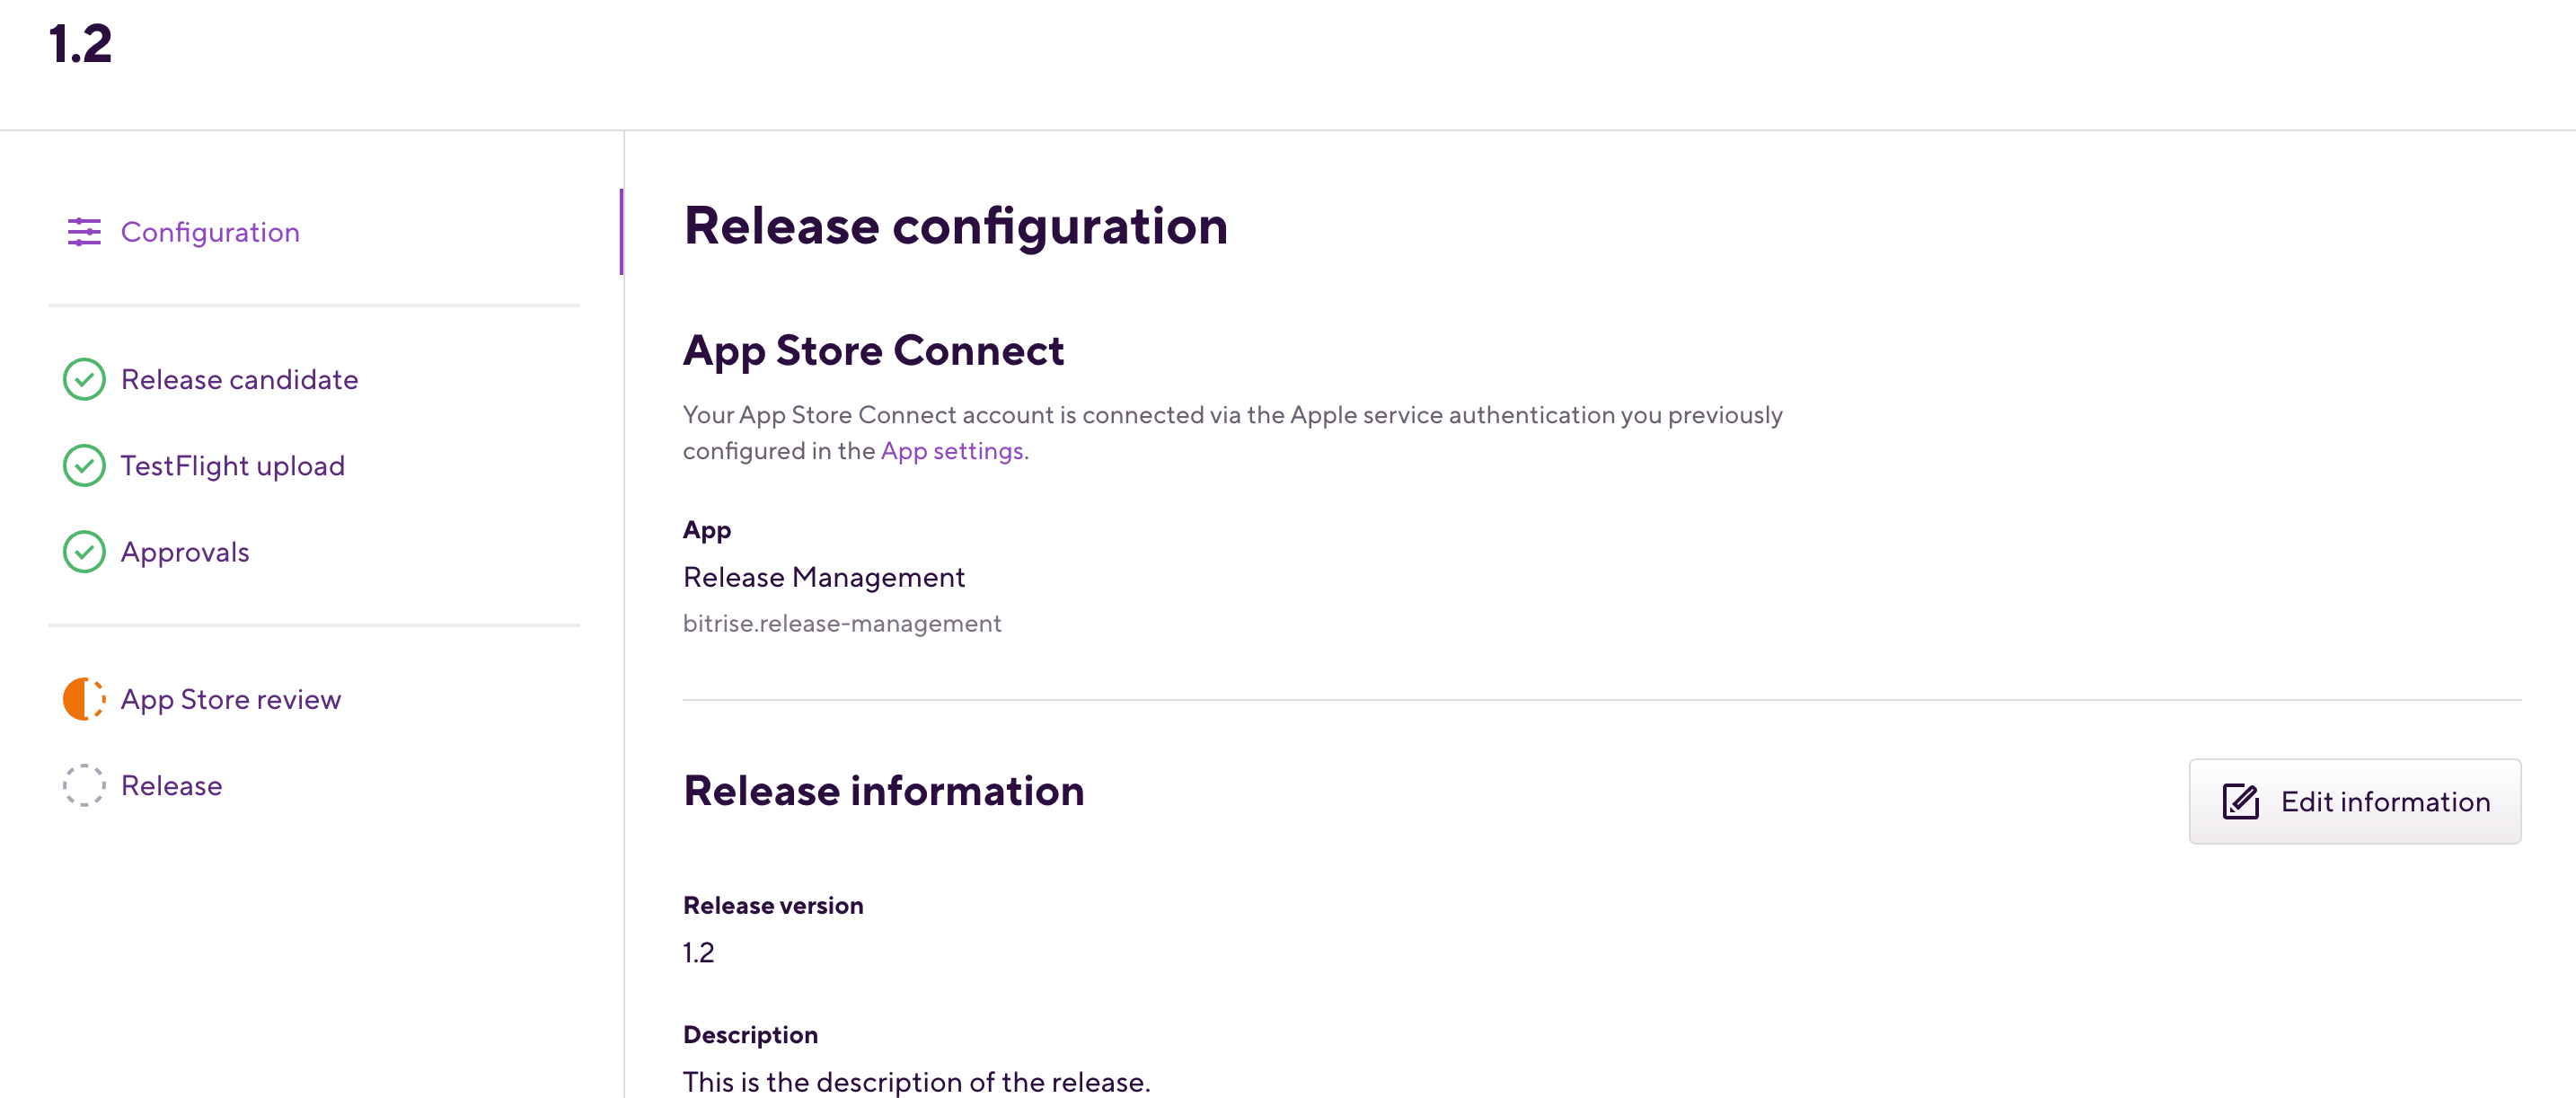 1.2
Configuration
Release candidate
TestFlight upload
Approvals
App Store review
Release
Release configuration
App Store Connect
Your App Store Connect account is connected via the Apple service authentication you previously
configured in the App settings.
App
Release Management
bitrise.release-management
Release information
Edit information
Release version
1.2
Description
This is the description of the release.